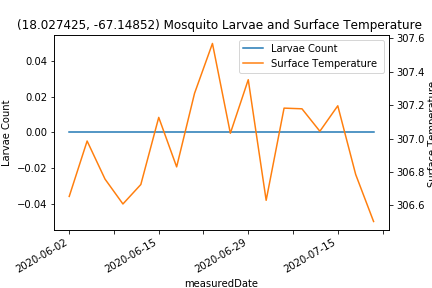 (18.027425, -67.14852) Mosquito Larvae and Surface Temperature
Larvae Count
Surface Temperature
0.04
0.02
0.00
−0.02
−0.04
Larvae Count
307.6
307.4
307.2
307.0
306.8
306.6
Surface Temperature
2020-06-02
2020-06-15
2020-06-29
2020-07-15
measuredDate